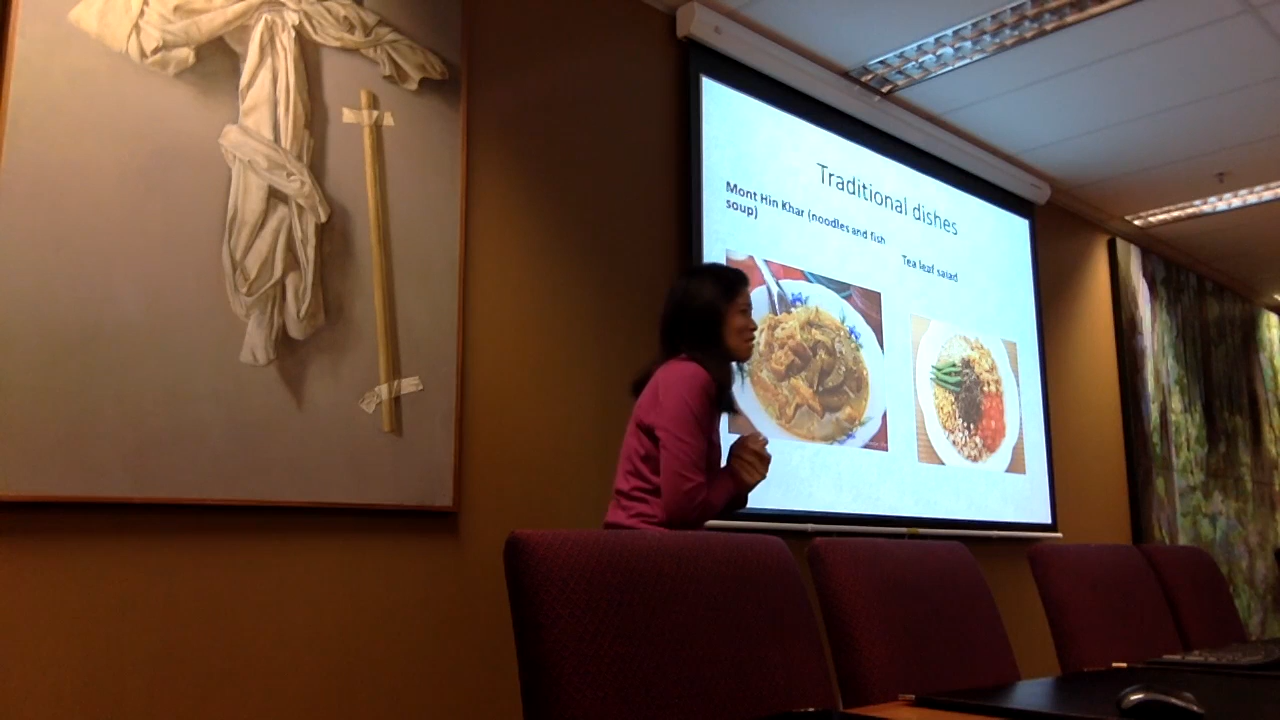 Traditional dishes
Mont Hin Khar (noodles and fish
soup)
Tea leaf salad